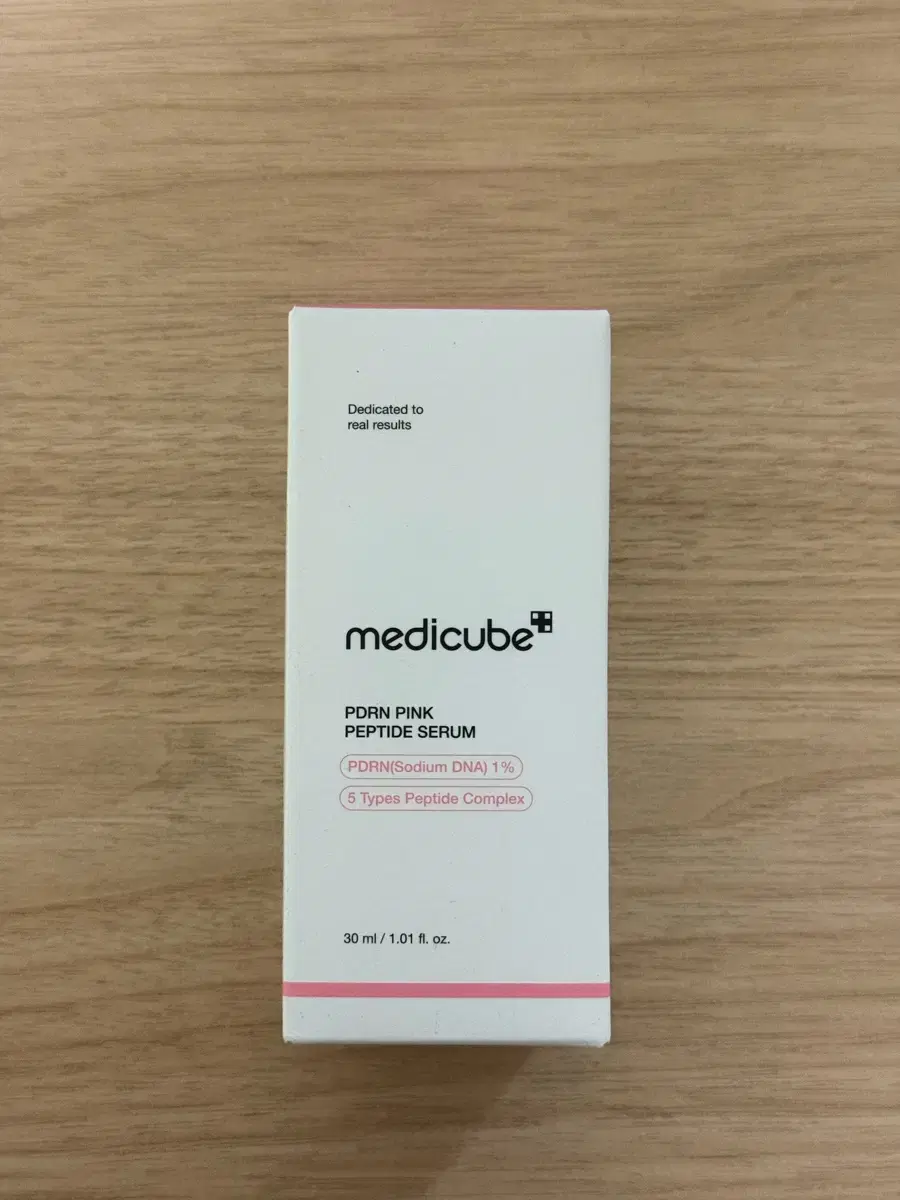 Dedicated to
real results
medicube
PDRN PINK
PEPTIDE SERUM
PDRN(Sodium DNA) 1%
5 Types Peptide Complex
30 ml / 1.01 fl. oz.